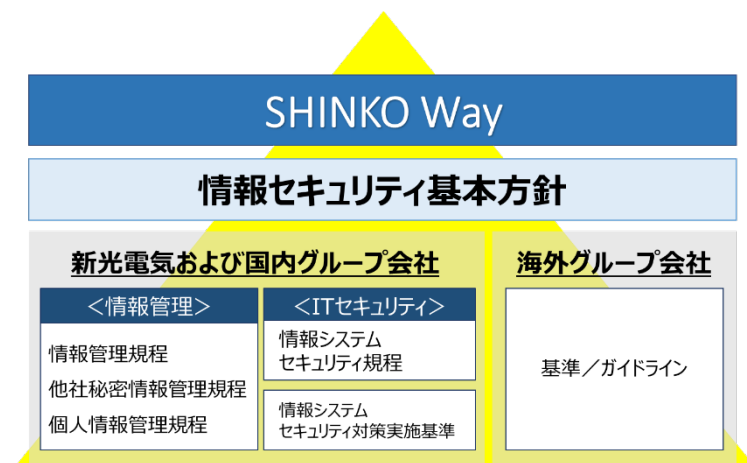 SHINKO Way
情報セキュリティ基本方針
新光電気および国内グループ会社
＜情報管理＞
情報管理規程
他社秘密情報管理規程
個人情報管理規程
＜ITセキュリティ＞
情報システム
セキュリティ規程
情報システム
セキュリティ対策実施基準
海外グループ会社
基準／ガイドライン